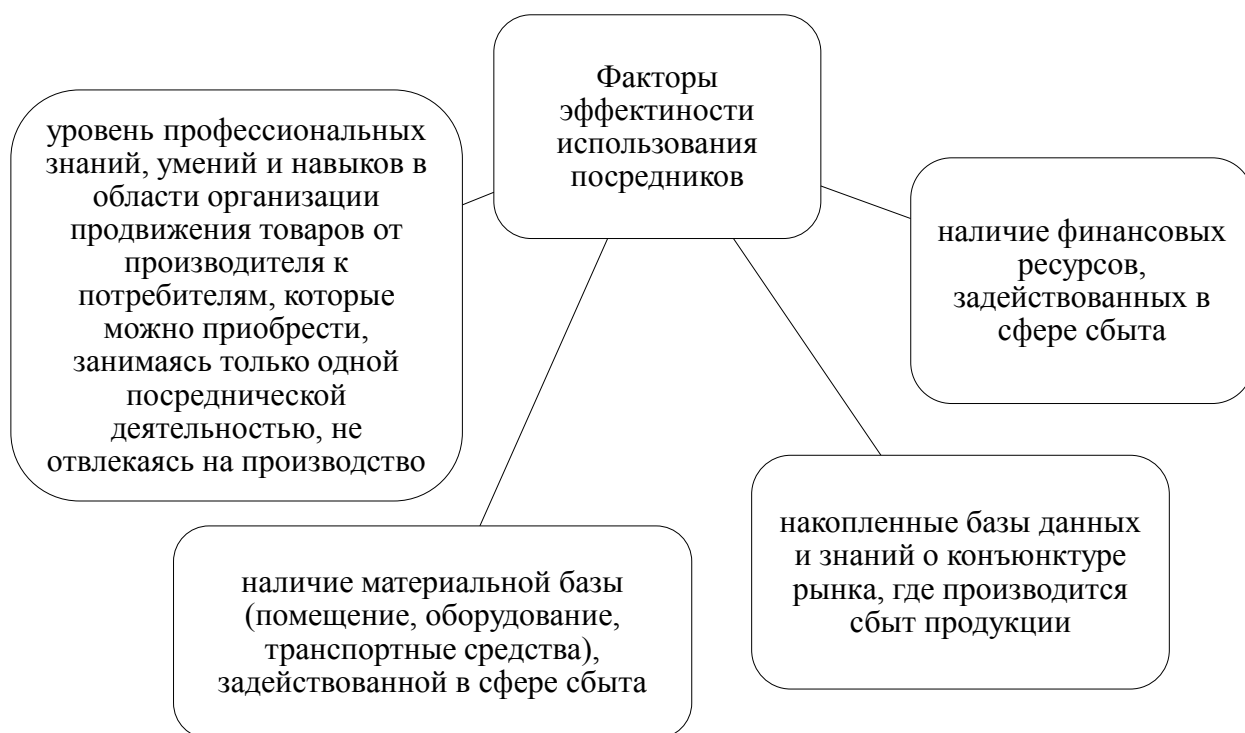 Факторы
эффектиности
использования
посредников
уровень профессиональных
знаний, умений и навыков в
области организации
продвижения товаров от
производителя к
потребителям, которые
можно приобрести,
занимаясь только одной
посреднической
деятельностью, не
отвлекаясь на производство
наличие финансовых
ресурсов,
задействованных в
сфере сбыта
наличие материальной базы
(помещение, оборудование,
транспортные средства),
задействованной в сфере сбыта
накопленные базы данных
и знаний о конъюнктуре
рынка, где производится
сбыт продукции